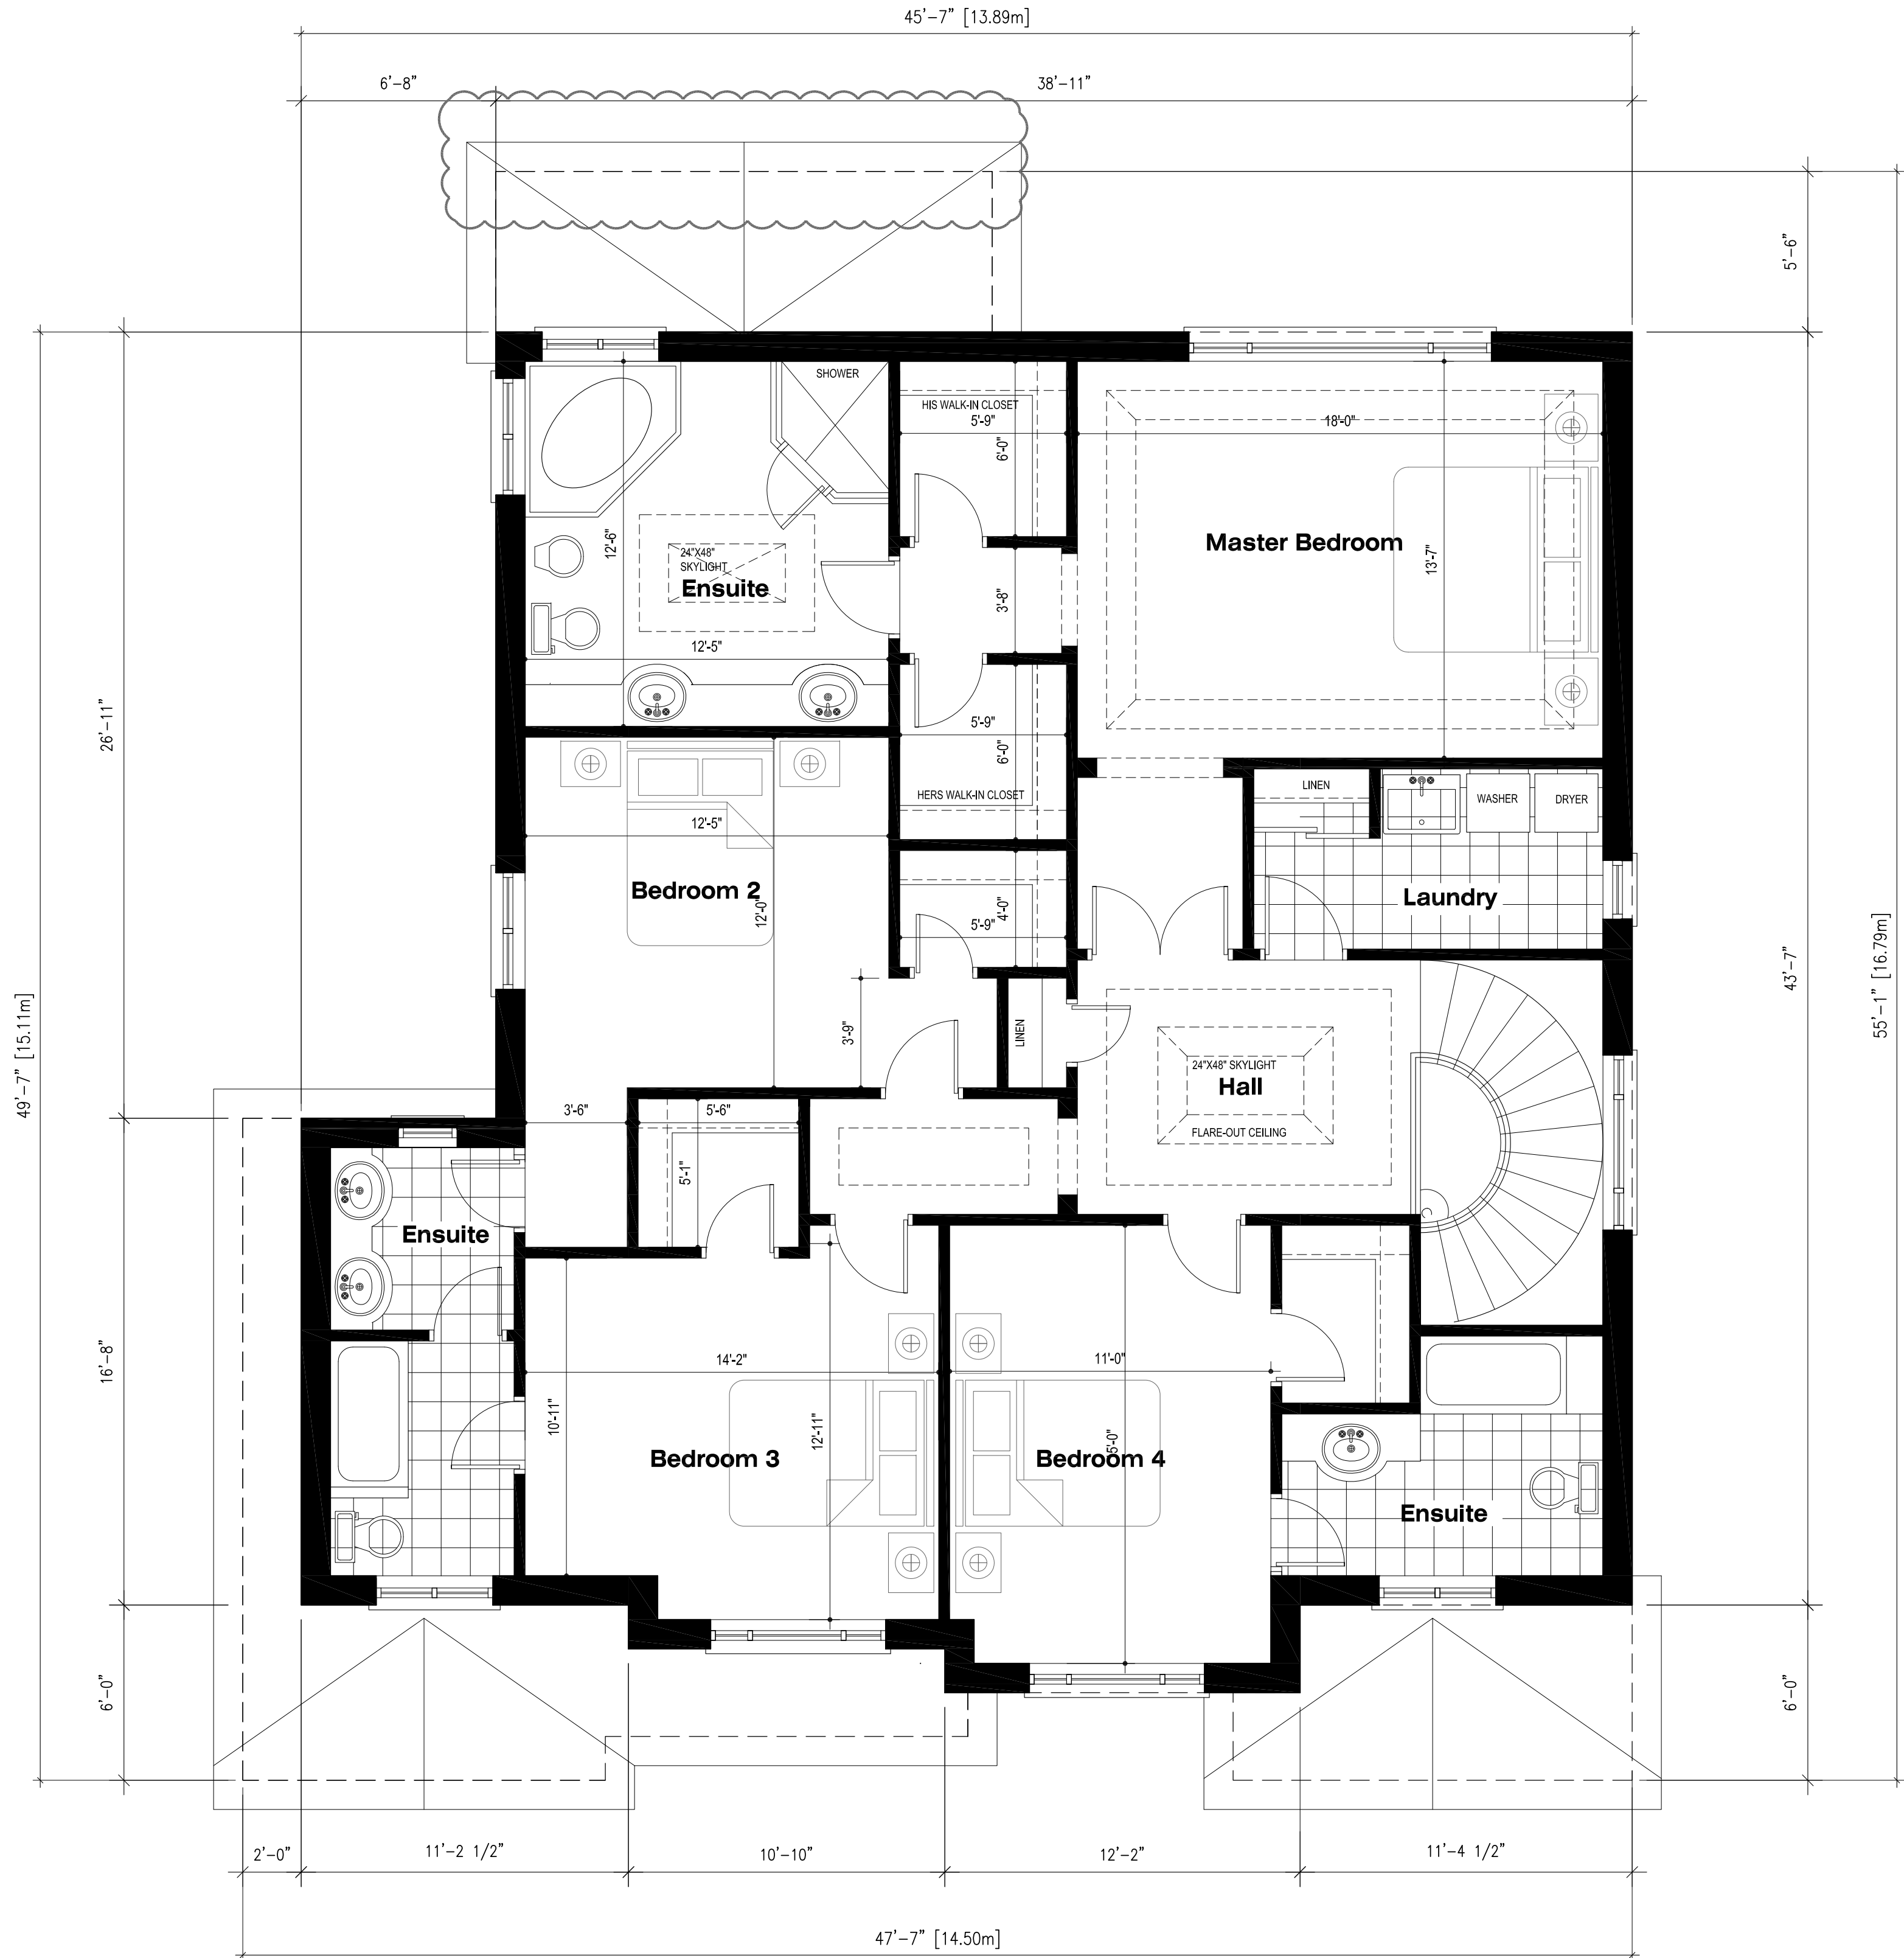 45'-7" [13.89m]
6'-8"
38'-11"
5'-6"
SHOWER
HIS WALK-IN CLOSET
5'-9"
6'-0"
18'-0"
12'-6"
24"X48"
SKYLIGHT
Ensuite
Master Bedroom
13'-7"
3'-8"
12'-5"
26'-11"
5'-9"
6'-0"
HERS WALK-IN CLOSET
LINEN
WASHER
DRYER
12'-5"
Bedroom 2
12'-0"
4'-0"
5'-9"
Laundry
43'-7"
55'-1" [16.79m]
49'-7" [15.11m]
3'-9"
LINEN
24"X48" SKYLIGHT
Hall
FLARE-OUT CEILING
3'-6"
5'-6"
5'-1"
Ensuite
16'-8"
14'-2"
11'-0"
10'-11"
12'-11"
Bedroom 3
Bedroom 4
5'-0"
Ensuite
6'-0"
6'-0"
2'-0"
11'-2 1/2"
10'-10"
12'-2"
11'-4 1/2"
47'-7" [14.50m]